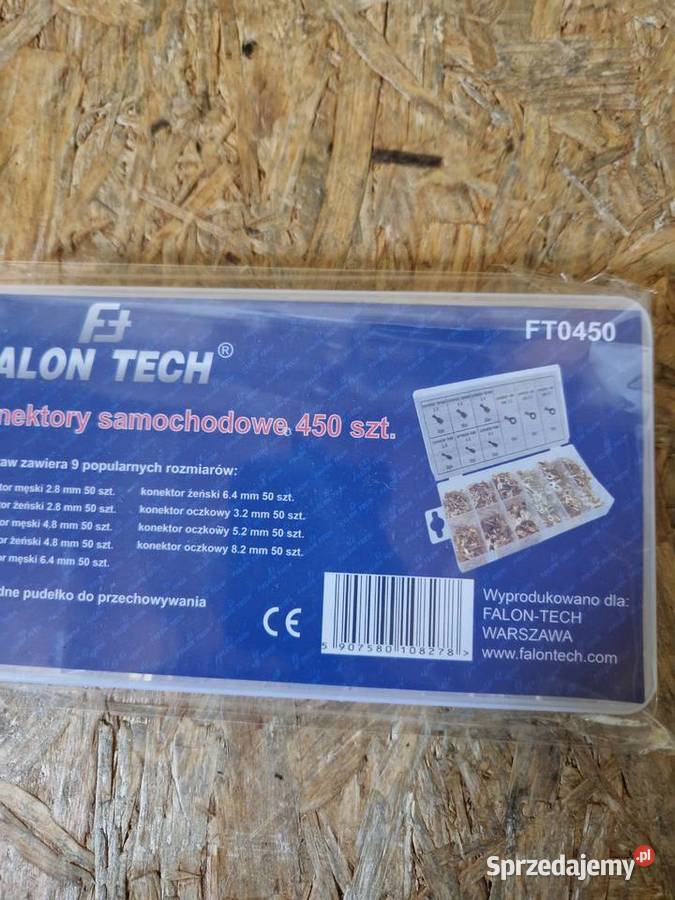 FT
ALON TECH®
FT0450
nektory samochodowe 450 szt.
aw zawiera 9 popularnych rozmiarów:
tor męski 2.8 mm 50 szt.
or żeński 2.8 mm 50 szt.
or męski 4.8 mm 50 szt.
or żeński 4.8 mm 50 szt.
or męski 6.4 mm 50 szt.
konektor żeński 6.4 mm 50 szt.
konektor oczkowy 3.2 mm 50 szt.
konektor oczkowy 5.2 mm 50 szt.
konektor oczkowy 8.2 mm 50 szt.
dne pudełko do przechowywania
CE
5 907580 108278 >
Wyprodukowano dla:
FALON-TECH
WARSZAWA
www.falontech.com
Sprzedajemy.pl